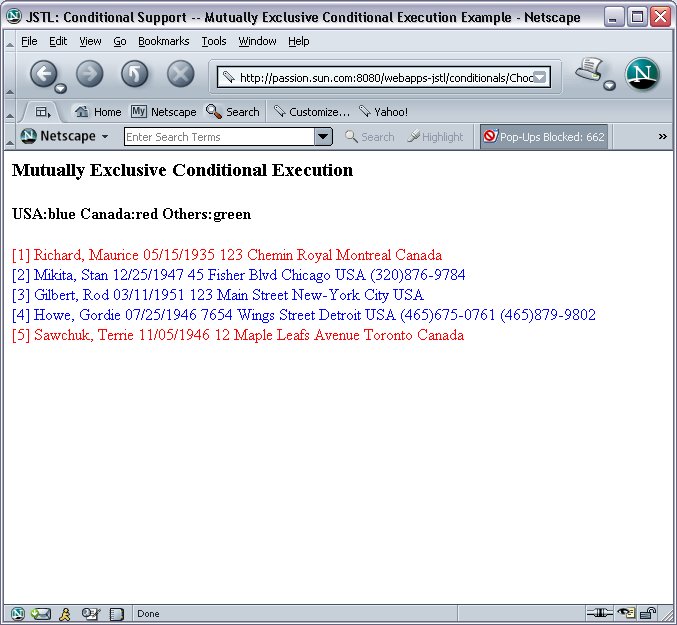 JSTL: Conditional Support -- Mutually Exclusive Conditional Execution Example - Netscape
File Edit View Go Bookmarks Tools Window Help
http://passion.sun.com:8080/webapps-jstl/conditionals/Choc
Home My Netscape Search Customize... Yahoo!
Netscape Enter Search Terms Search Highlight Pop-Ups Blocked: 662 »
Mutually Exclusive Conditional Execution
USA:blue Canada:red Others:green
[1] Richard, Maurice 05/15/1935 123 Chemin Royal Montreal Canada
[2] Mikita, Stan 12/25/1947 45 Fisher Blvd Chicago USA (320)876-9784
[3] Gilbert, Rod 03/11/1951 123 Main Street New-York City USA
[4] Howe, Gordie 07/25/1946 7654 Wings Street Detroit USA (465)675-0761 (465)879-9802
[5] Sawchuk, Terrie 11/05/1946 12 Maple Leafs Avenue Toronto Canada
Done